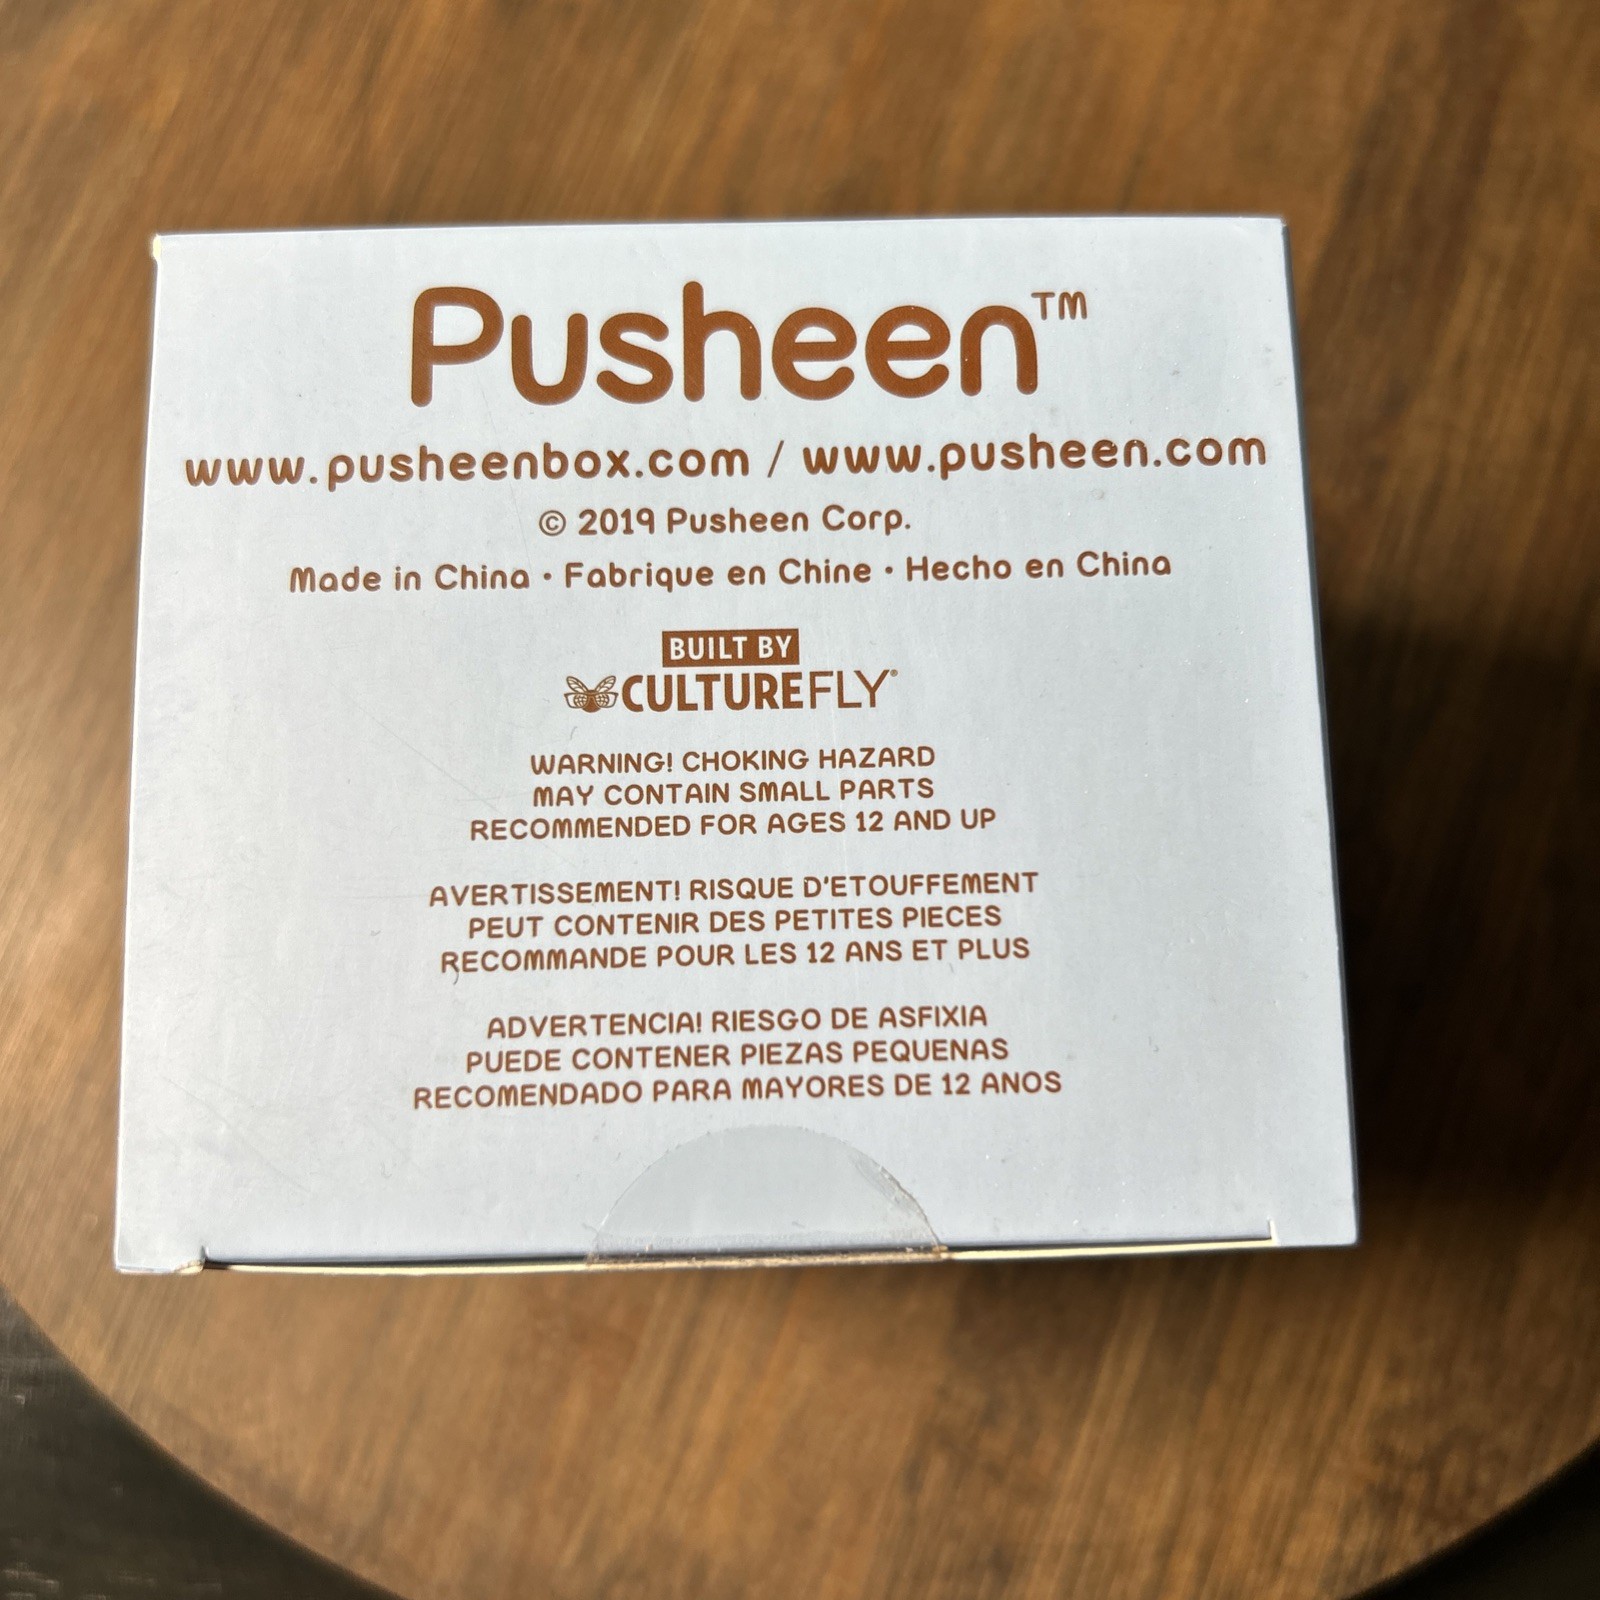 Pusheen™
www.pusheenbox.com / www.pusheen.com
© 2019 Pusheen Corp.
Made in China • Fabrique en Chine • Hecho en China
BUILT BY
CULTUREFLY®
WARNING! CHOKING HAZARD
MAY CONTAIN SMALL PARTS
RECOMMENDED FOR AGES 12 AND UP
AVERTISSEMENT! RISQUE D'ETOUFFEMENT
PEUT CONTENIR DES PETITES PIECES
RECOMMANDE POUR LES 12 ANS ET PLUS
ADVERTENCIA! RIESGO DE ASFIXIA
PUEDE CONTENER PIEZAS PEQUENAS
RECOMENDADO PARA MAYORES DE 12 ANOS